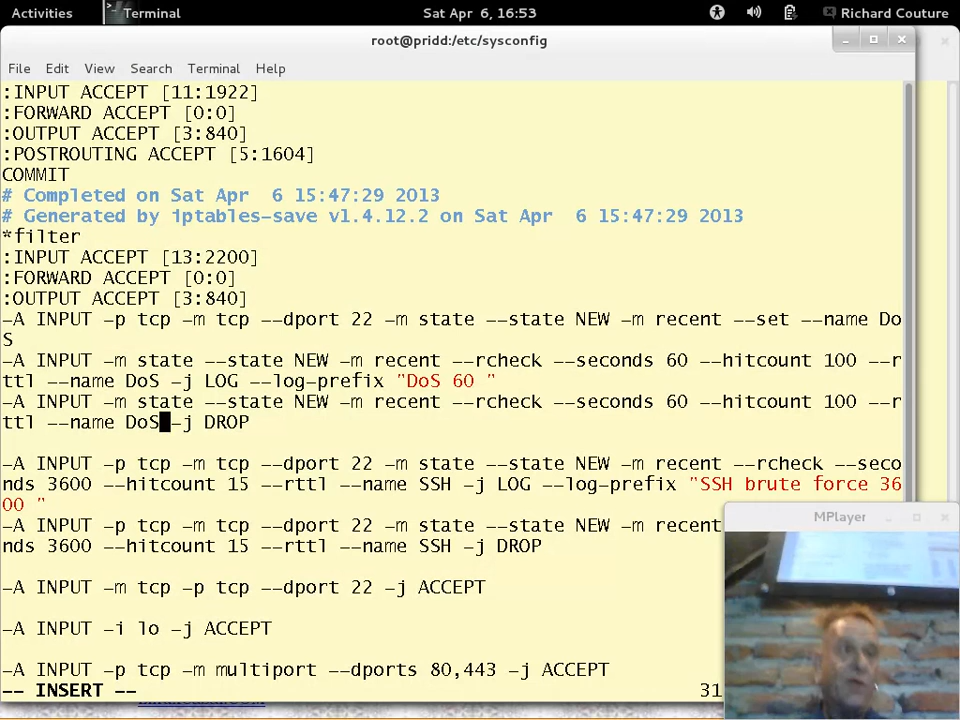 Activities Terminal Sat Apr 6, 16:53 Richard Couture
root@pridd:/etc/sysconfig
File Edit View Search Terminal Help
:INPUT ACCEPT [11:1922]
:FORWARD ACCEPT [0:0]
:OUTPUT ACCEPT [3:840]
:POSTROUTING ACCEPT [5:1604]
COMMIT
# Completed on Sat Apr  6 15:47:29 2013
# Generated by iptables-save v1.4.12.2 on Sat Apr  6 15:47:29 2013
*filter
:INPUT ACCEPT [13:2200]
:FORWARD ACCEPT [0:0]
:OUTPUT ACCEPT [3:840]
-A INPUT -p tcp -m tcp --dport 22 -m state --state NEW -m recent --set --name Do
S
-A INPUT -m state --state NEW -m recent --rcheck --seconds 60 --hitcount 100 --r
ttl --name DoS -j LOG --log-prefix "DoS 60 "
-A INPUT -m state --state NEW -m recent --rcheck --seconds 60 --hitcount 100 --r
ttl --name DoS -j DROP
-A INPUT -p tcp -m tcp --dport 22 -m state --state NEW -m recent --rcheck --seco
nds 3600 --hitcount 15 --rttl --name SSH -j LOG --log-prefix "SSH brute force 36
00 "
-A INPUT -p tcp -m tcp --dport 22 -m state --state NEW -m recent
nds 3600 --hitcount 15 --rttl --name SSH -j DROP
MPlayer
-A INPUT -m tcp -p tcp --dport 22 -j ACCEPT
-A INPUT -i lo -j ACCEPT
-A INPUT -p tcp -m multiport --dports 80,443 -j ACCEPT
-- INSERT -- 31